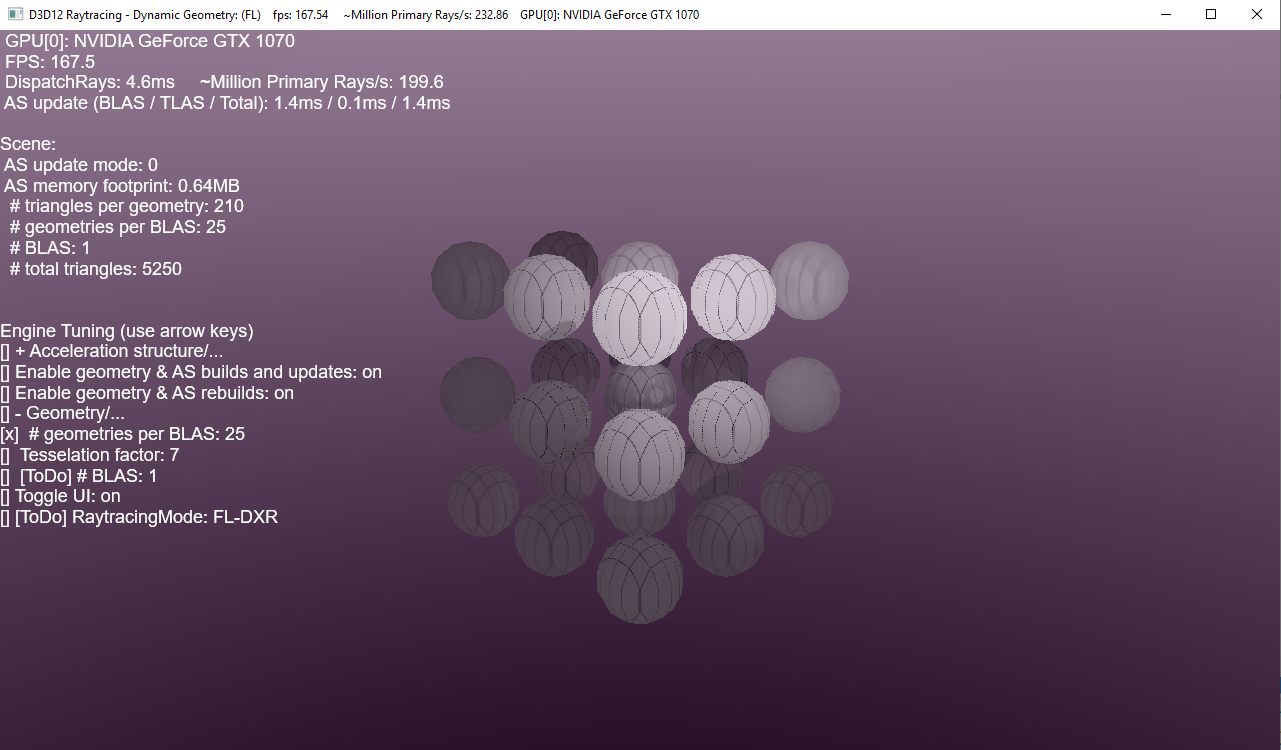 D3D12 Raytracing - Dynamic Geometry: (FL)    fps: 167.54    ~Million Primary Rays/s: 232.86    GPU[0]: NVIDIA GeForce GTX 1070
GPU[0]: NVIDIA GeForce GTX 1070
FPS: 167.5
DispatchRays: 4.6ms     ~Million Primary Rays/s: 199.6
AS update (BLAS / TLAS / Total): 1.4ms / 0.1ms / 1.4ms
Scene:
AS update mode: 0
AS memory footprint: 0.64MB
# triangles per geometry: 210
# geometries per BLAS: 25
# BLAS: 1
# total triangles: 5250
Engine Tuning (use arrow keys)
[] + Acceleration structure/...
[] Enable geometry & AS builds and updates: on
[] Enable geometry & AS rebuilds: on
[] - Geometry/...
[x]  # geometries per BLAS: 25
[]  Tesselation factor: 7
[]  [ToDo] # BLAS: 1
[] Toggle UI: on
[] [ToDo] RaytracingMode: FL-DXR